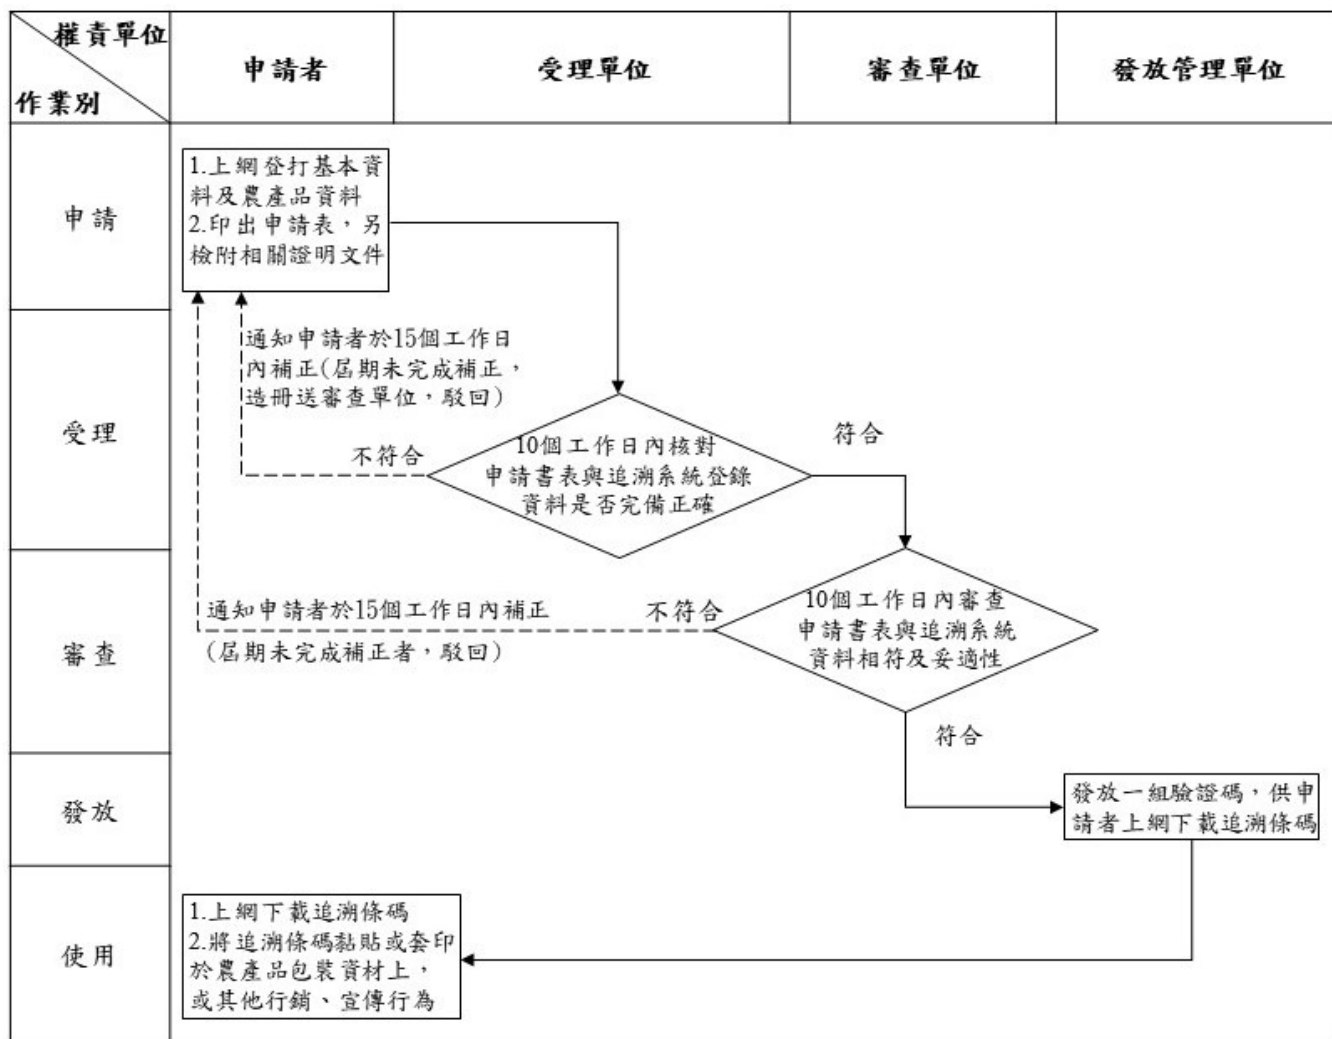 權責單位
作業別
申請者
受理單位
審查單位
發放管理單位
申請
1.上網登打基本資
料及農產品資料
2.印出申請表，另
檢附相關證明文件
受理
通知申請者於15個工作日
內補正(屆期未完成補正，
造冊送審查單位，駁回)
不符合
10個工作日內核對
申請書表與追溯系統登錄
資料是否完備正確
符合
審查
通知申請者於15個工作日內補正
(屆期未完成補正者，駁回)
不符合
10個工作日內審查
申請書表與追溯系統
資料相符及妥適性
符合
發放
發放一組驗證碼，供申
請者上網下載追溯條碼
使用
1.上網下載追溯條碼
2.將追溯條碼黏貼或套印
於農產品包裝資材上，
或其他行銷、宣傳行為